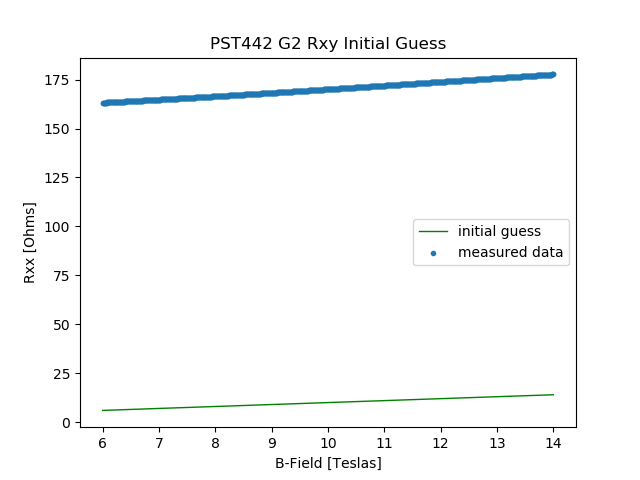 PST442 G2 Rxy Initial Guess
175
150
125
100
75
50
25
0
Rxx [Ohms]
initial guess
measured data
6 7 8 9 10 11 12 13 14
B-Field [Teslas]